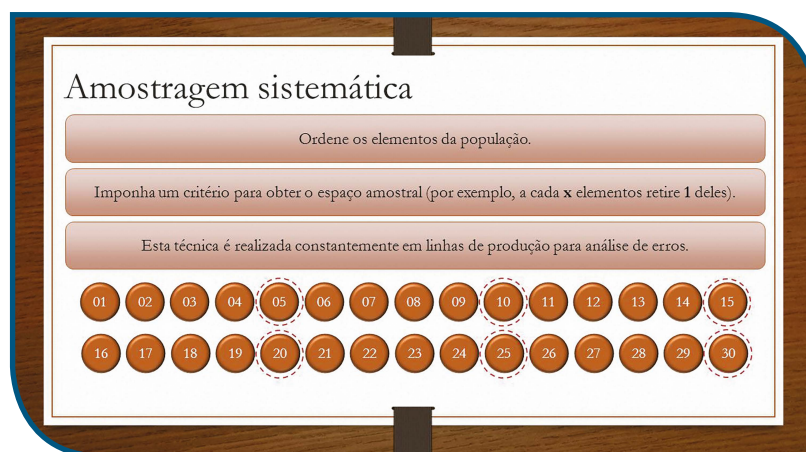 Amostragem sistemática
Ordene os elementos da população.
Imponha um critério para obter o espaço amostral (por exemplo, a cada x elementos retire 1 deles).
Esta técnica é realizada constantemente em linhas de produção para análise de erros.
01 02 03 04 05 06 07 08 09 10 11 12 13 14 15
16 17 18 19 20 21 22 23 24 25 26 27 28 29 30